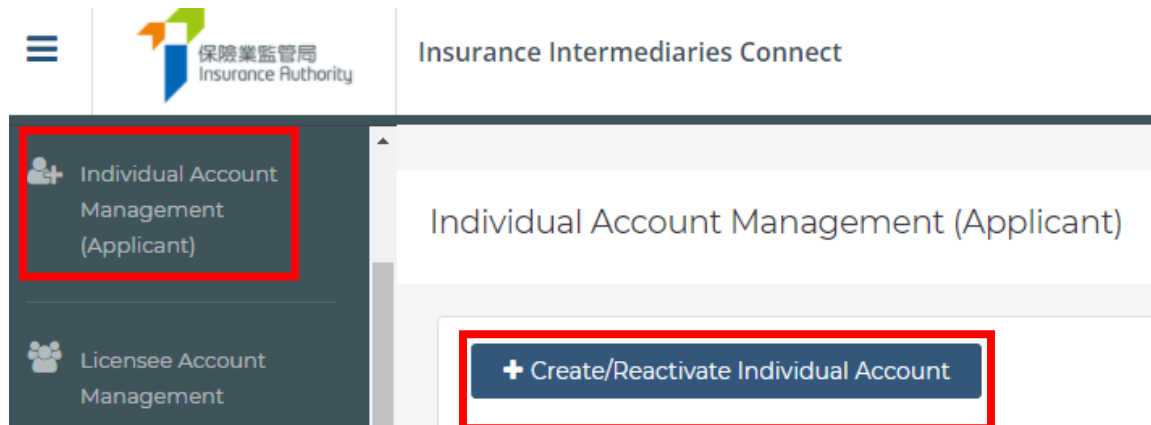 保險業監管局
Insurance Authority
Insurance Intermediaries Connect
Individual Account
Management
(Applicant)
Licensee Account
Management
Individual Account Management (Applicant)
+ Create/Reactivate Individual Account